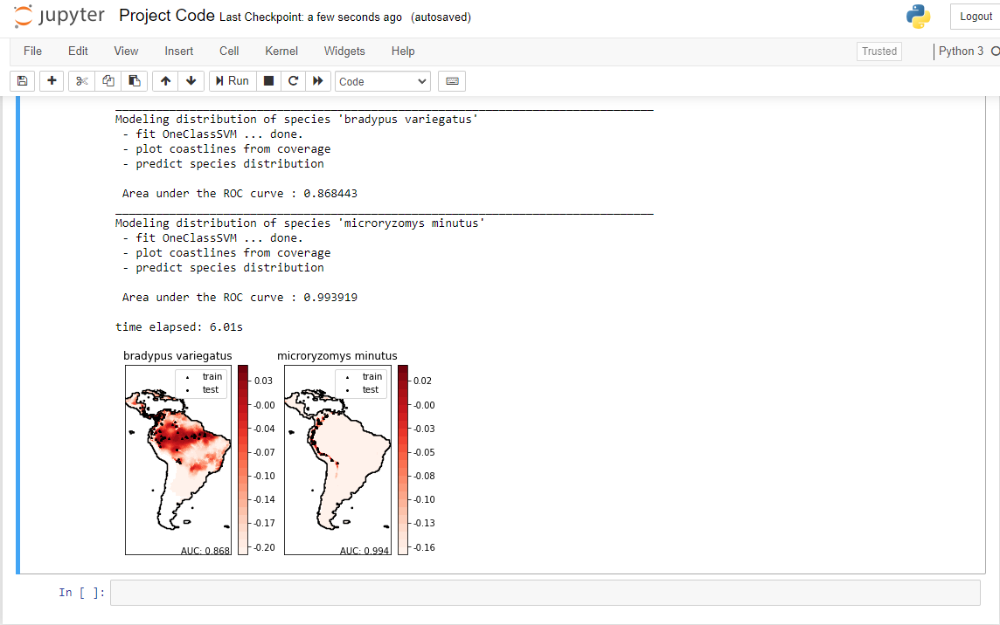 jupyter Project Code Last Checkpoint: a few seconds ago (autosaved)
Logout
File Edit View Insert Cell Kernel Widgets Help
Trusted
Python 3
Run
Code
Modeling distribution of species 'bradypus variegatus'
- fit OneClassSVM ... done.
- plot coastlines from coverage
- predict species distribution
Area under the ROC curve : 0.868443
Modeling distribution of species 'microryzomys minutus'
- fit OneClassSVM ... done.
- plot coastlines from coverage
- predict species distribution
Area under the ROC curve : 0.993919
time elapsed: 6.01s
bradypus variegatus
train
test
0.03
-0.00
-0.04
-0.07
-0.10
-0.14
-0.17
-0.20
AUC: 0.868
microryzomys minutus
train
test
0.02
-0.00
-0.03
-0.05
-0.08
-0.10
-0.13
-0.16
AUC: 0.994
In [ ]: